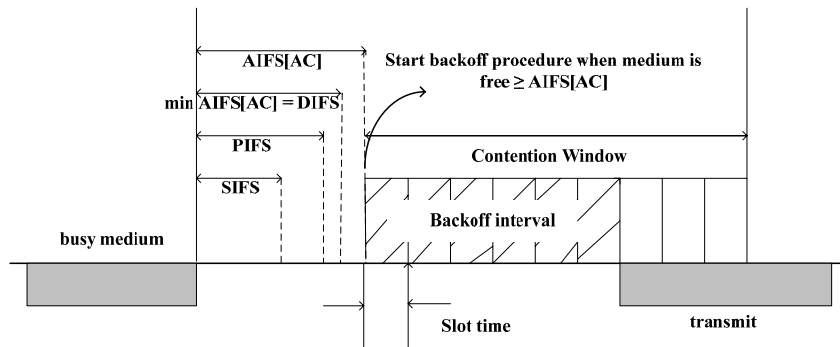 AIFS[AC]
Start backoff procedure when medium is
free ≥ AIFS[AC]
min AIFS[AC] = DIFS
PIFS
Contention Window
SIFS
Backoff interval
busy medium
Slot time
transmit